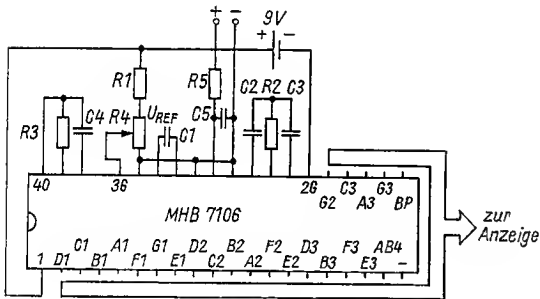 + − 9V
+ −
R1 R5 C2 R2 C3
R3 C4 R4 U_REF C1 C5
40 36 26
G2 C3 A3 G3 BP
MHB 7106
zur
Anzeige
1 D1 C1 B1 A1 F1 G1 E1 D2 C2 B2 A2 F2 E2 D3 B3 F3 E3 AB4 −